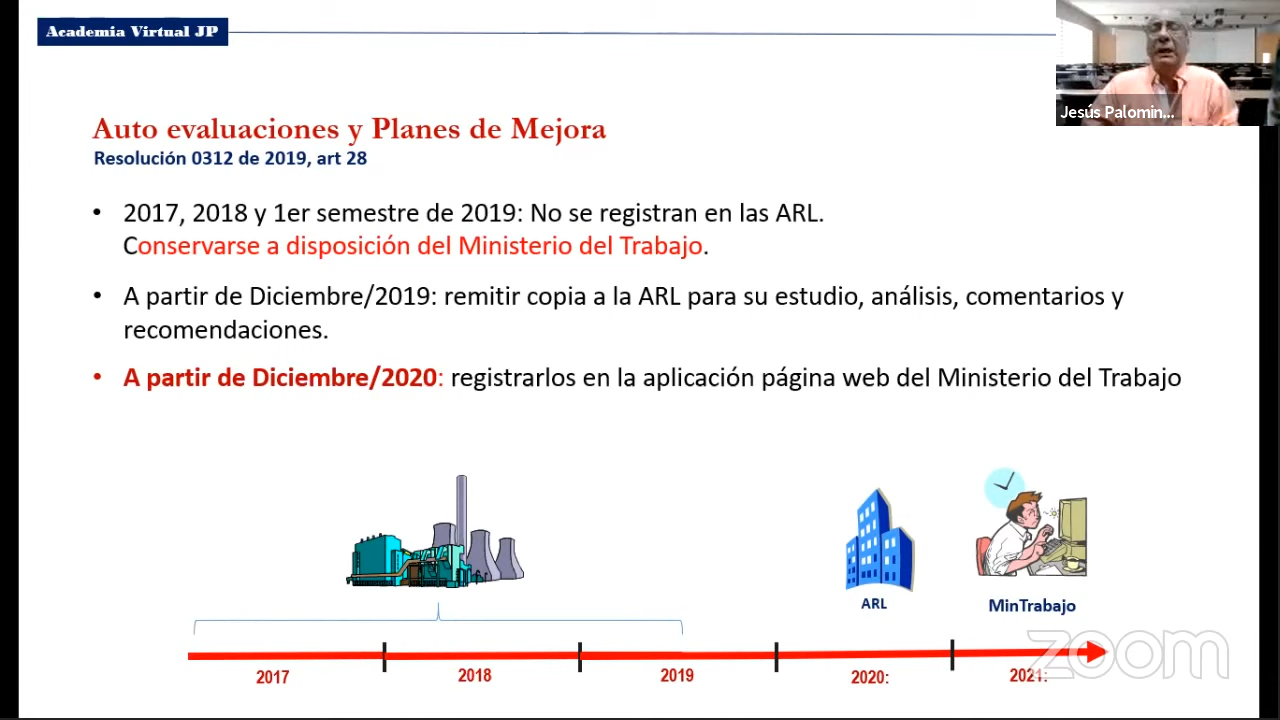 Academia Virtual JP
Jesús Palomin...
Auto evaluaciones y Planes de Mejora
Resolución 0312 de 2019, art 28
• 2017, 2018 y 1er semestre de 2019: No se registran en las ARL.
Conservarse a disposición del Ministerio del Trabajo.
• A partir de Diciembre/2019: remitir copia a la ARL para su estudio, análisis, comentarios y
recomendaciones.
• A partir de Diciembre/2020: registrarlos en la aplicación página web del Ministerio del Trabajo
ARL
MinTrabajo
zoom
2017
2018
2019
2020:
2021: